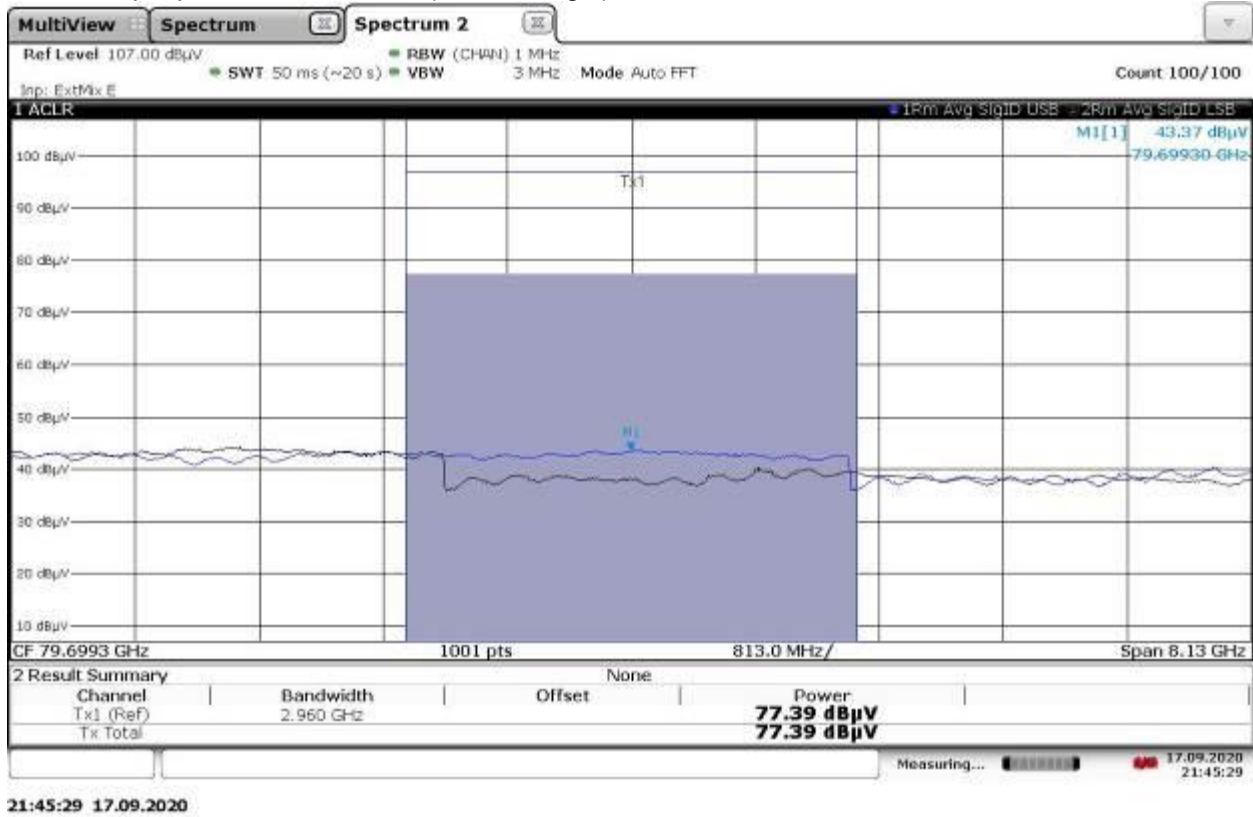 MultiView Spectrum Spectrum 2
Ref Level 107.00 dBµV RBW (CHAN) 1 MHz
SWT 50 ms (~20 s) VBW 3 MHz Mode Auto FFT Count 100/100
Inp: ExtMix E
1 ACLR 1Rm Avg SigID USB 2Rm Avg SigID LSB
M1[1] 43.37 dBµV
79.69930 GHz
100 dBµV
Tx1
90 dBµV
80 dBµV
70 dBµV
60 dBµV
50 dBµV
M1
40 dBµV
30 dBµV
20 dBµV
10 dBµV
CF 79.6993 GHz 1001 pts 813.0 MHz/ Span 8.13 GHz
2 Result Summary None
Channel Bandwidth Offset Power
Tx1 (Ref) 2.960 GHz 77.39 dBµV
Tx Total 77.39 dBµV
Measuring... 17.09.2020
21:45:29
21:45:29 17.09.2020